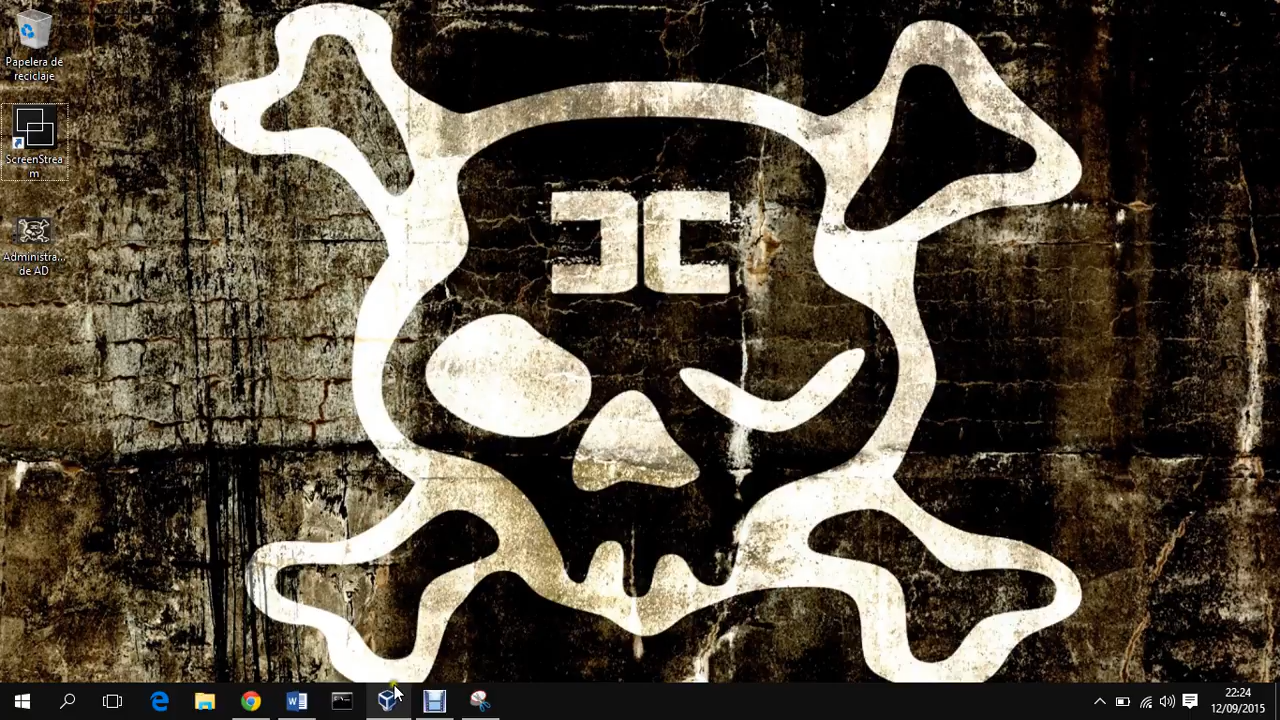 Papelera de
reciclaje
ScreenStrea
m
Administra...
de AD
22:24
12/09/2015